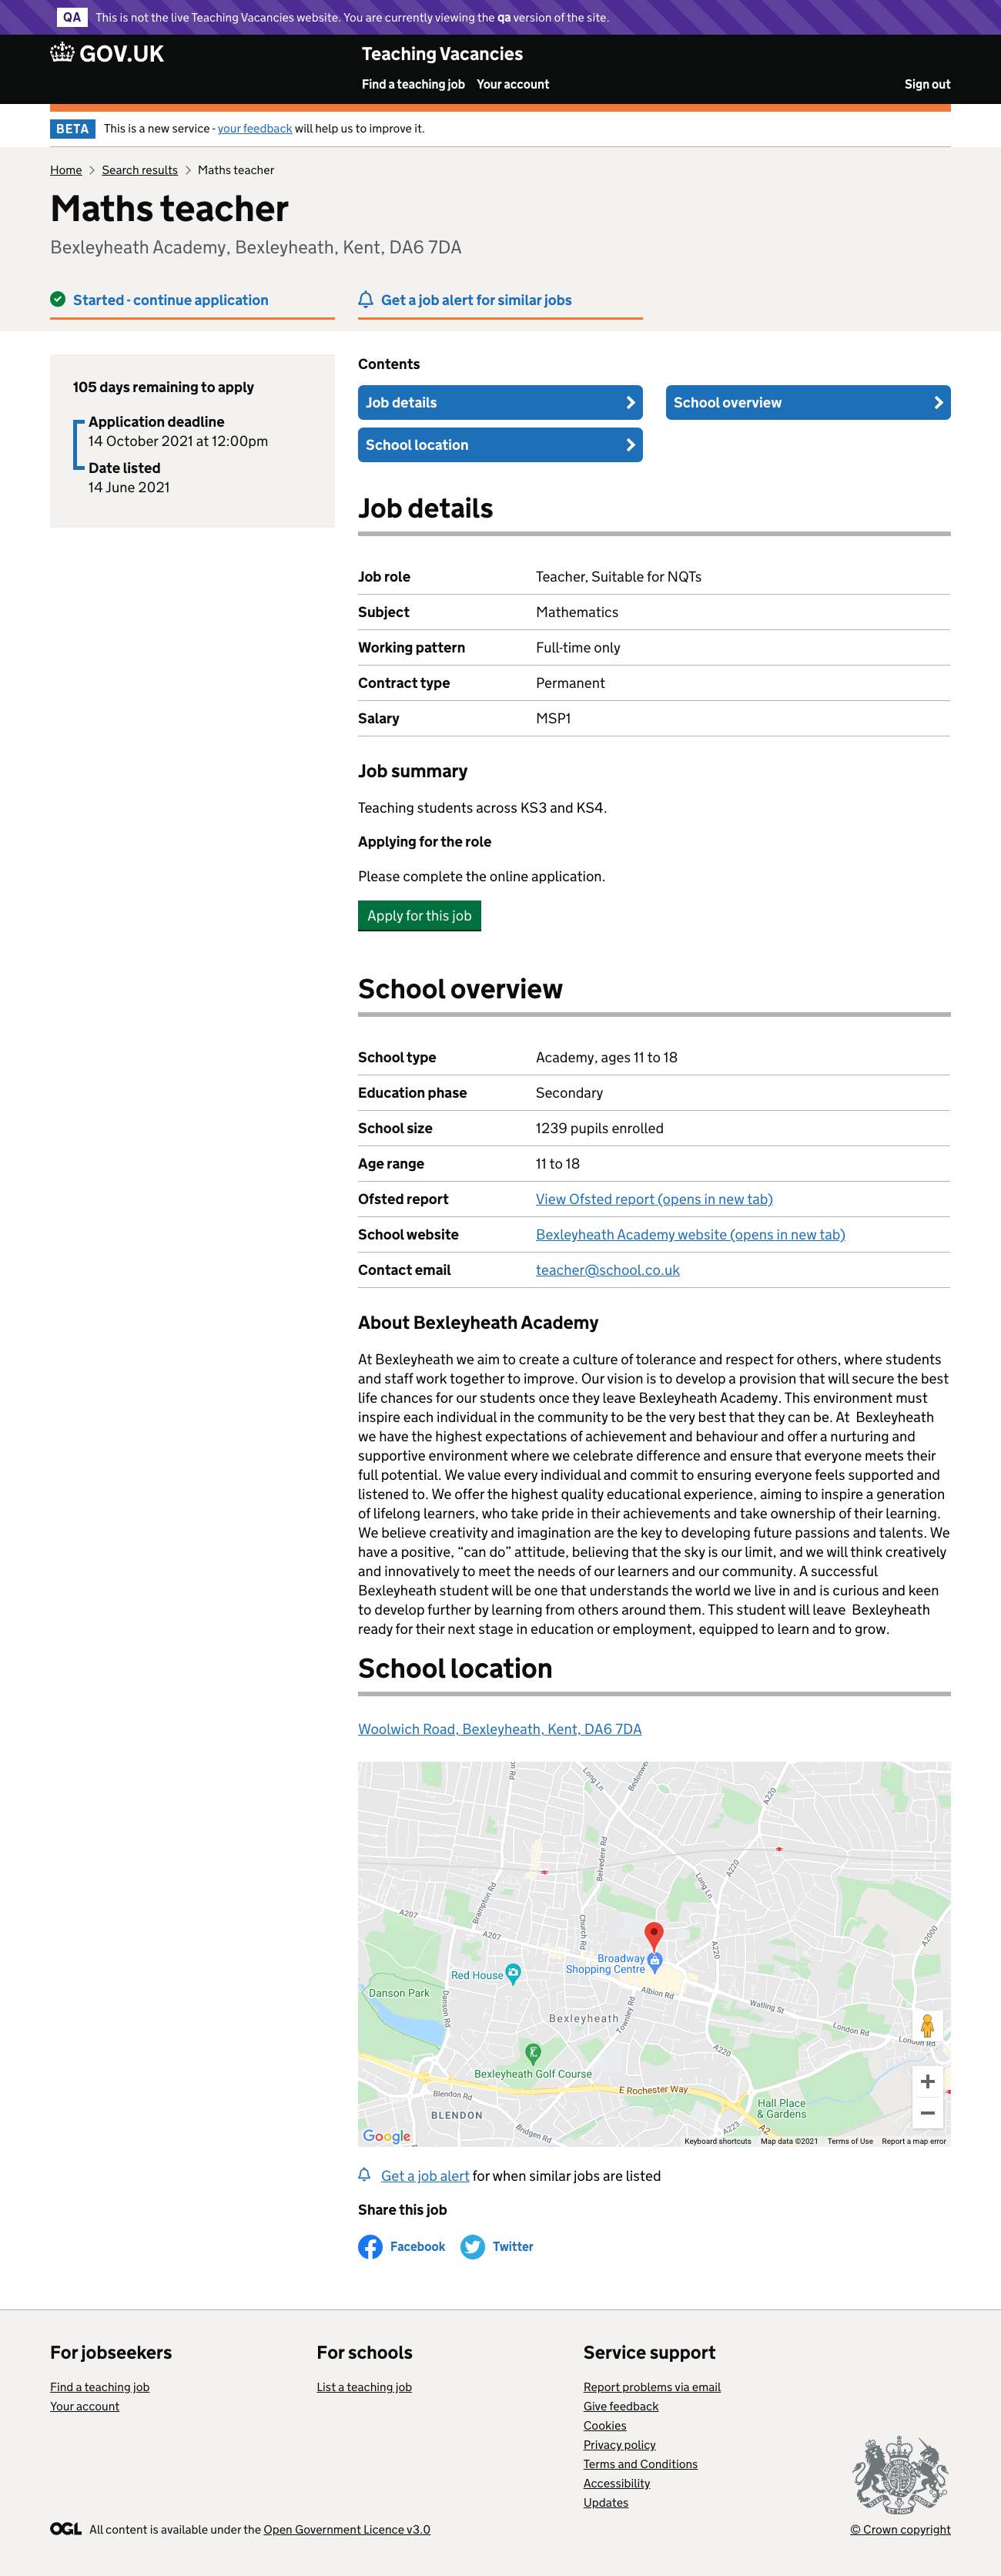 QA This is not the live Teaching Vacancies website. You are currently viewing the qa version of the site.
GOV.UK
Teaching Vacancies
Find a teaching job Your account Sign out
BETA This is a new service - your feedback will help us to improve it.
Home Search results Maths teacher
Maths teacher
Bexleyheath Academy, Bexleyheath, Kent, DA6 7DA
Started - continue application
Get a job alert for similar jobs
105 days remaining to apply
Application deadline
14 October 2021 at 12:00pm
Date listed
14 June 2021
Contents
Job details
School overview
School location
Job details
Job role Teacher, Suitable for NQTs
Subject Mathematics
Working pattern Full-time only
Contract type Permanent
Salary MSP1
Job summary
Teaching students across KS3 and KS4.
Applying for the role
Please complete the online application.
Apply for this job
School overview
School type Academy, ages 11 to 18
Education phase Secondary
School size 1239 pupils enrolled
Age range 11 to 18
Ofsted report View Ofsted report (opens in new tab)
School website Bexleyheath Academy website (opens in new tab)
Contact email teacher@school.co.uk
About Bexleyheath Academy
At Bexleyheath we aim to create a culture of tolerance and respect for others, where students
and staff work together to improve. Our vision is to develop a provision that will secure the best
life chances for our students once they leave Bexleyheath Academy. This environment must
inspire each individual in the community to be the very best that they can be. At Bexleyheath
we have the highest expectations of achievement and behaviour and offer a nurturing and
supportive environment where we celebrate difference and ensure that everyone meets their
full potential. We value every individual and commit to ensuring everyone feels supported and
listened to. We offer the highest quality educational experience, aiming to inspire a generation
of lifelong learners, who take pride in their achievements and take ownership of their learning.
We believe creativity and imagination are the key to developing future passions and talents. We
have a positive, “can do” attitude, believing that the sky is our limit, and we will think creatively
and innovatively to meet the needs of our learners and our community. A successful
Bexleyheath student will be one that understands the world we live in and is curious and keen
to develop further by learning from others around them. This student will leave Bexleyheath
ready for their next stage in education or employment, equipped to learn and to grow.
School location
Woolwich Road, Bexleyheath, Kent, DA6 7DA
Long Ln
A220
Belvedere Rd
A220
Long Ln
Brampton Rd
A207
Church Rd
A207
A220
A2000
Broadway
Shopping Centre
Red House
Danson Park
Danson Rd
Albion Rd
Watling St
Townley Rd
Bexleyheath
London Rd
London Rd
A220
Bexleyheath Golf Course
E Rochester Way
Blendon Rd
Hall Place
& Gardens
BLENDON
Bridgen Rd
A223
A2
Google
Keyboard shortcuts Map data ©2021 Terms of Use Report a map error
Get a job alert for when similar jobs are listed
Share this job
Facebook Twitter
For jobseekers
Find a teaching job
Your account
For schools
List a teaching job
Service support
Report problems via email
Give feedback
Cookies
Privacy policy
Terms and Conditions
Accessibility
Updates
OGL All content is available under the Open Government Licence v3.0
© Crown copyright